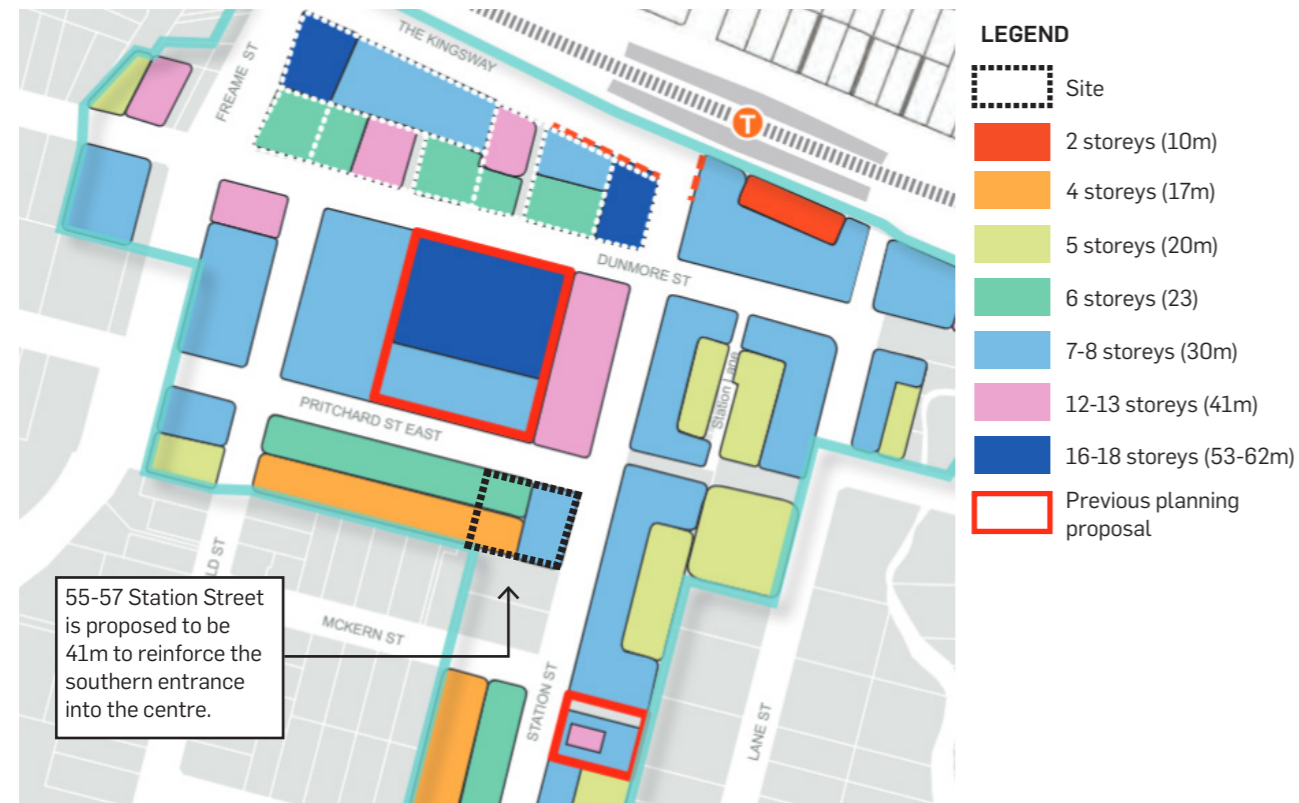 THE KINGSWAY
FREAME ST
T
DUNMORE ST
Station Lane
PRITCHARD ST EAST
LD ST
MCKERN ST
STATION ST
LANE ST
55-57 Station Street
is proposed to be
41m to reinforce the
southern entrance
into the centre.
LEGEND
Site
2 storeys (10m)
4 storeys (17m)
5 storeys (20m)
6 storeys (23)
7-8 storeys (30m)
12-13 storeys (41m)
16-18 storeys (53-62m)
Previous planning
proposal